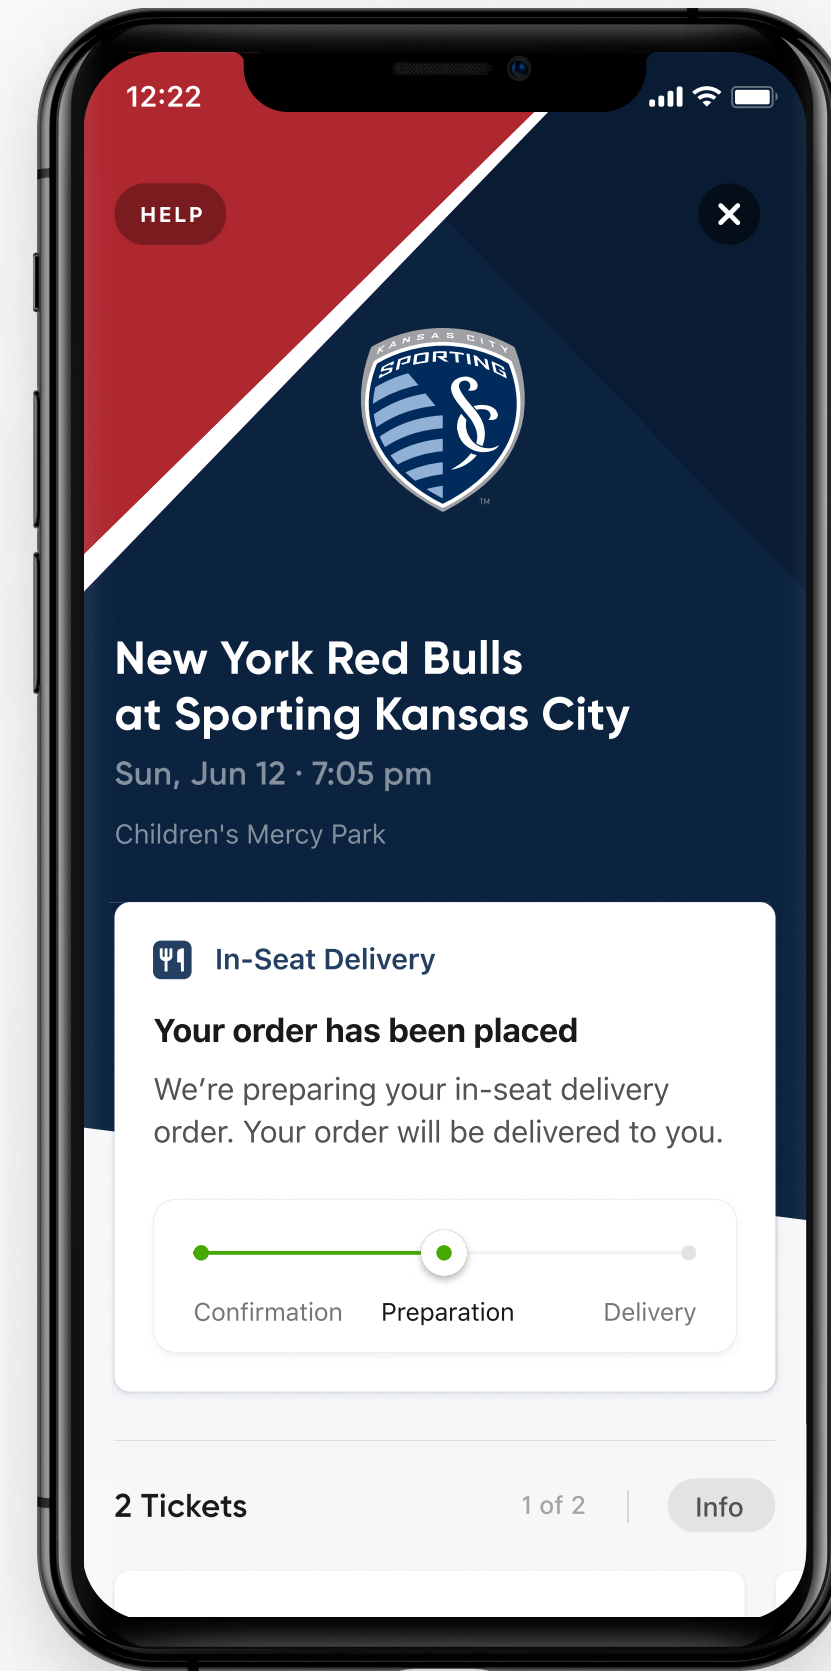 12:22
HELP
KANSAS CITY
SPORTING
SC
TM
New York Red Bulls
at Sporting Kansas City
Sun, Jun 12 · 7:05 pm
Children's Mercy Park
In-Seat Delivery
Your order has been placed
We’re preparing your in-seat delivery
order. Your order will be delivered to you.
Confirmation Preparation Delivery
2 Tickets 1 of 2 Info